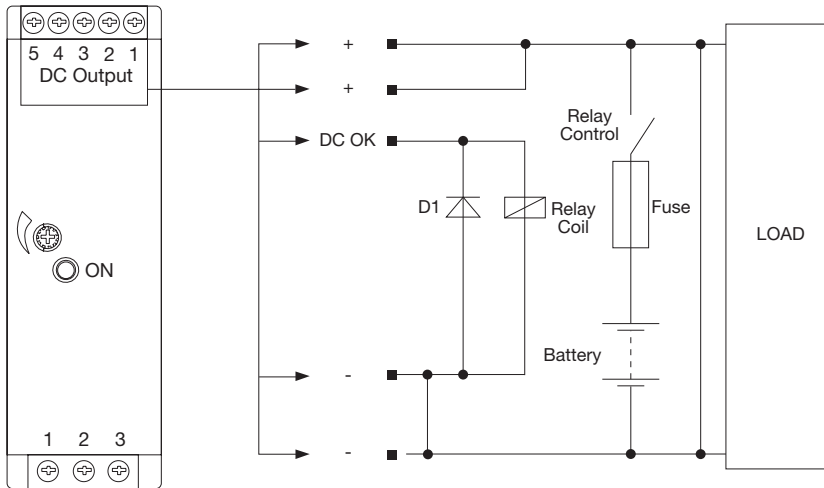 5 4 3 2 1
DC Output
ON
1 2 3
+
+
DC OK
-
-
D1
Relay
Coil
Relay
Control
Fuse
Battery
LOAD